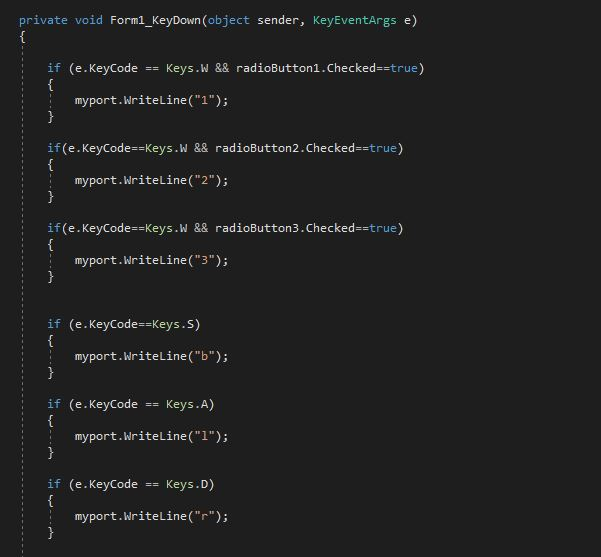 private void Form1_KeyDown(object sender, KeyEventArgs e)
{
if (e.KeyCode == Keys.W && radioButton1.Checked==true)
{
myport.WriteLine("1");
}
if(e.KeyCode==Keys.W && radioButton2.Checked==true)
{
myport.WriteLine("2");
}
if(e.KeyCode==Keys.W && radioButton3.Checked==true)
{
myport.WriteLine("3");
}
if (e.KeyCode==Keys.S)
{
myport.WriteLine("b");
}
if (e.KeyCode == Keys.A)
{
myport.WriteLine("l");
}
if (e.KeyCode == Keys.D)
{
myport.WriteLine("r");
}